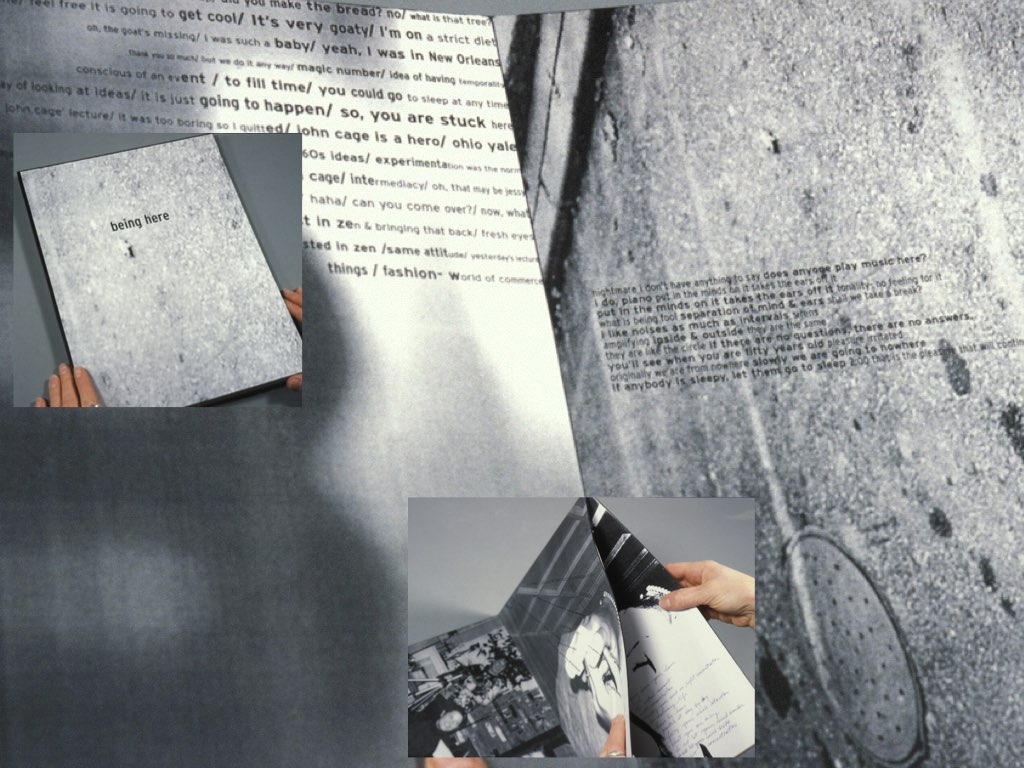 you make the bread? no/ what is that tree?
feel free it is going to get cool/ It's very goaty/ I'm on a strict diet
oh, the goat's missing/ i was such a baby/ yeah, I was in New Orleans
thank you so much/ but we do it any way/ magic number/ idea of having temporality
conscious of an event / to fill time/ you could go to sleep at any time
of looking at ideas/ it is just going to happen/ so, you are stuck here
john cage' lecture/ it was too boring so I quitted/ john cage is a hero/ ohio yale
60s ideas/ experimentation was the norm
cage/ intermediacy/ oh, that may be jessy
haha/ can you come over?/ now, what
in zen & bringing that back/ fresh eyes
in zen /same attitude/ yesterday's lecture
things / fashion- world of commerce
being here
nightmare i don't have anything to say does anyone play music here?
do, piano put in the minds on it takes the ears off it
put in the minds on it takes the ears off it tonality, no feeling for it
what is being fool separation of mind & ears shall we take a break?
i like noises as much as intervals
amplifying inside & outside they are the same
they are like the circle if there are no questions, there are no answers.
you'll see when you are fifty years old pleasure irritated
originally we are from nowhere slowly we are going to nowhere
if anybody is sleepy, let them go to sleep that is the pleasure that will